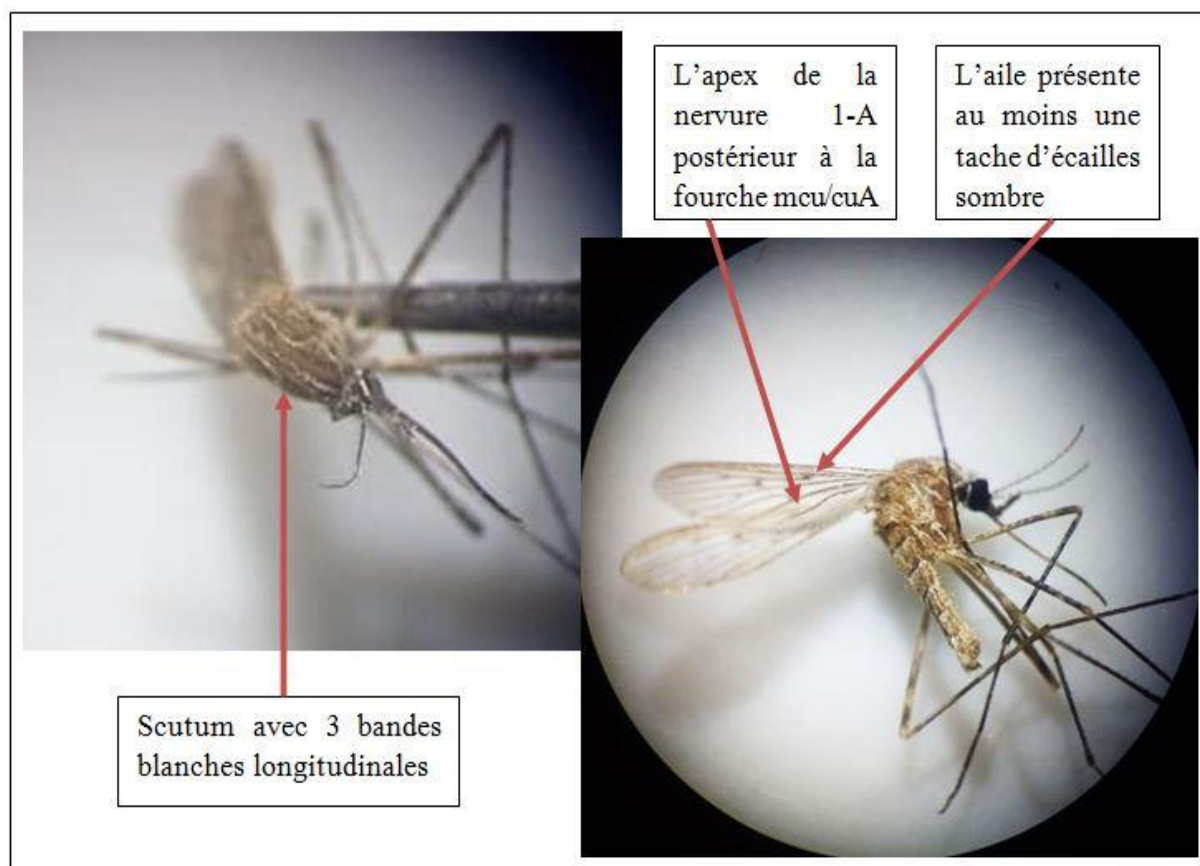 L'apex de la
nervure 1-A
postérieur à la
fourche mcu/cuA
L'aile présente
au moins une
tache d'écailles
sombre
Scutum avec 3 bandes
blanches longitudinales